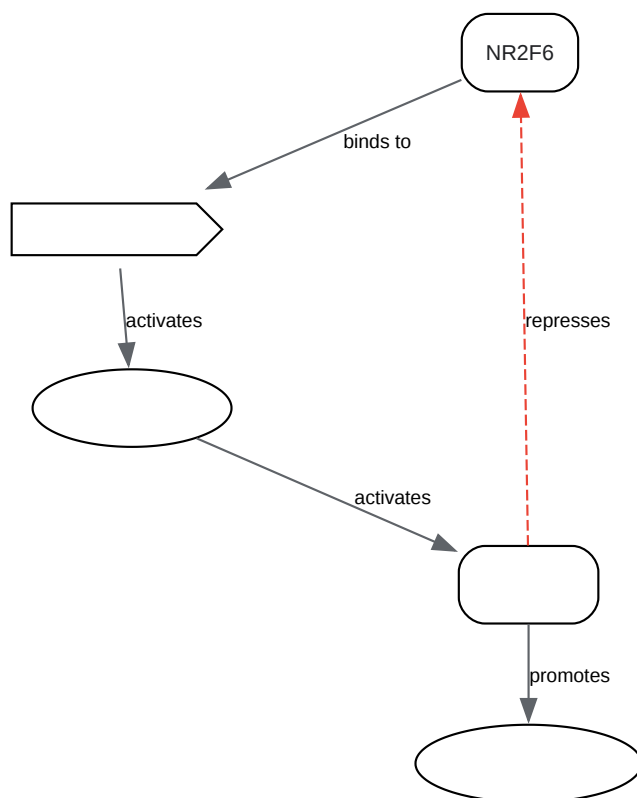 NR2F6
binds to
activates
represses
activates
promotes